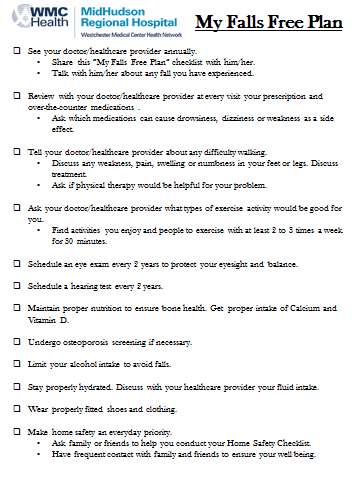 WMC
Health
MidHudson
Regional Hospital
Westchester Medical Center Health Network
My Falls Free Plan
☐ See your doctor/healthcare provider annually.
• Share this "My Falls Free Plan" checklist with him/her.
• Talk with him/her about any fall you have experienced.
☐ Review with your doctor/healthcare provider at every visit your prescription and
over-the-counter medications .
• Ask which medications can cause drowsiness, dizziness or weakness as a side
effect.
☐ Tell your doctor/healthcare provider about any difficulty walking.
• Discuss any weakness, pain, swelling or numbness in your feet or legs. Discuss
treatment.
• Ask if physical therapy would be helpful for your problem.
☐ Ask your doctor/healthcare provider what types of exercise activity would be good for
you.
• Find activities you enjoy and people to exercise with at least 2 to 3 times a week
for 30 minutes.
☐ Schedule an eye exam every 2 years to protect your eyesight and balance.
☐ Schedule a hearing test every 2 years.
☐ Maintain proper nutrition to ensure bone health. Get proper intake of Calcium and
Vitamin D.
☐ Undergo osteoporosis screening if necessary.
☐ Limit your alcohol intake to avoid falls.
☐ Stay properly hydrated. Discuss with your healthcare provider your fluid intake.
☐ Wear properly fitted shoes and clothing.
☐ Make home safety an everyday priority.
• Ask family or friends to help you conduct your Home Safety Checklist.
• Have frequent contact with family and friends to ensure your well being.